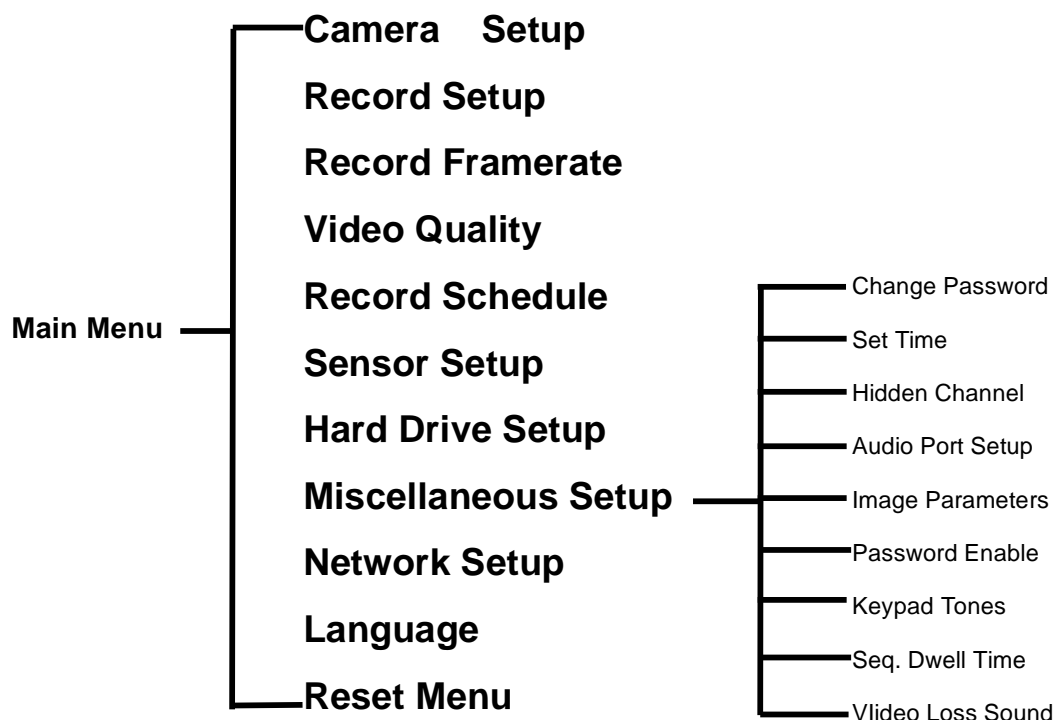 Main Menu
Camera Setup
Record Setup
Record Framerate
Video Quality
Record Schedule
Sensor Setup
Hard Drive Setup
Miscellaneous Setup
Network Setup
Language
Reset Menu
Change Password
Set Time
Hidden Channel
Audio Port Setup
Image Parameters
Password Enable
Keypad Tones
Seq. Dwell Time
VIideo Loss Sound